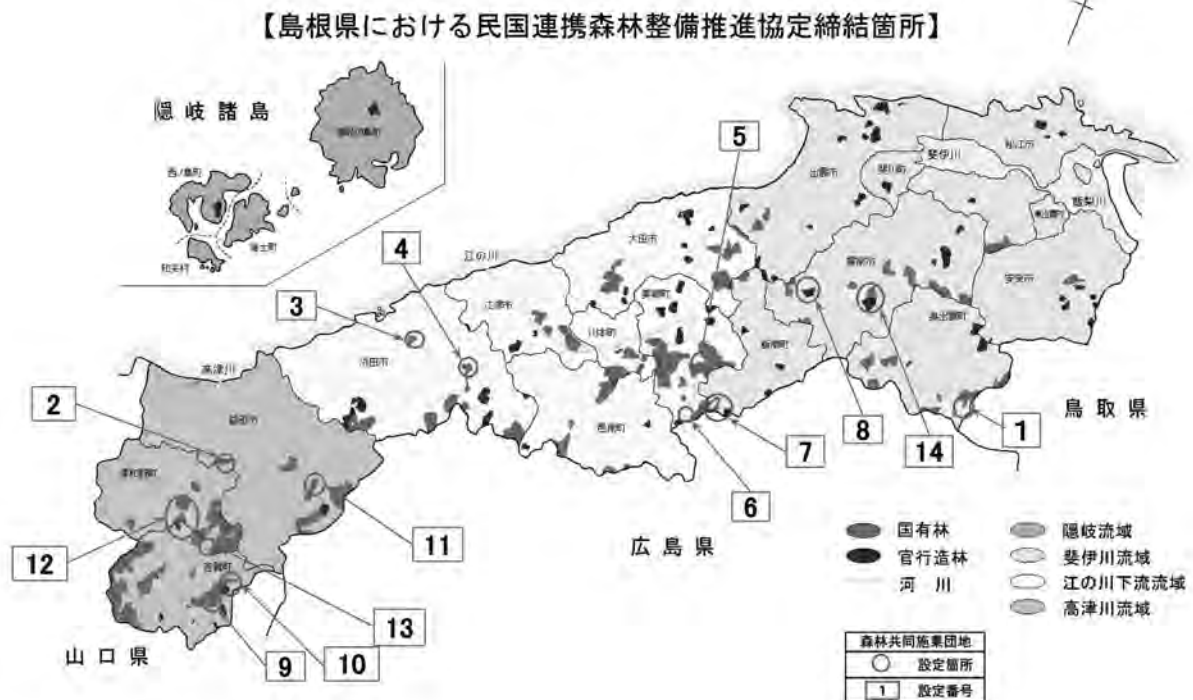 【島根県における民国連携森林整備推進協定締結箇所】
隠岐諸島
隠岐の島町
西ノ島町
海士町
知夫村
5
松江市
斐伊川
出雲市
斐川町
飯梨川
東出雲町
大田市
4
江の川
雲南市
安来市
3
江津市
美郷町
川本町
奥出雲町
飯南町
浜田市
高津川
2
益田市
邑南町
鳥取県
7
8
14
1
津和野町
6
11
広島県
12
吉賀町
13
山口県
9
10
国有林
官行造林
河川
隠岐流域
斐伊川流域
江の川下流流域
高津川流域
森林共同施業団地
設定箇所
1 設定番号